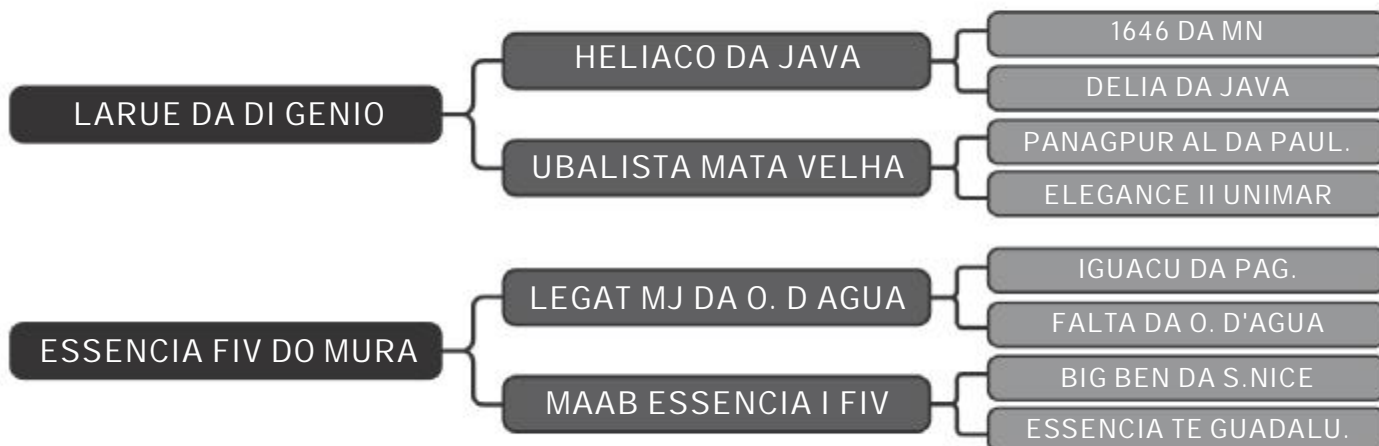 LARUE DA DI GENIO
HELIACO DA JAVA
1646 DA MN
DELIA DA JAVA
UBALISTA MATA VELHA
PANAGPUR AL DA PAUL.
ELEGANCE II UNIMAR
ESSENCIA FIV DO MURA
LEGAT MJ DA O. D AGUA
IGUACU DA PAG.
FALTA DA O. D'AGUA
MAAB ESSENCIA I FIV
BIG BEN DA S.NICE
ESSENCIA TE GUADALU.